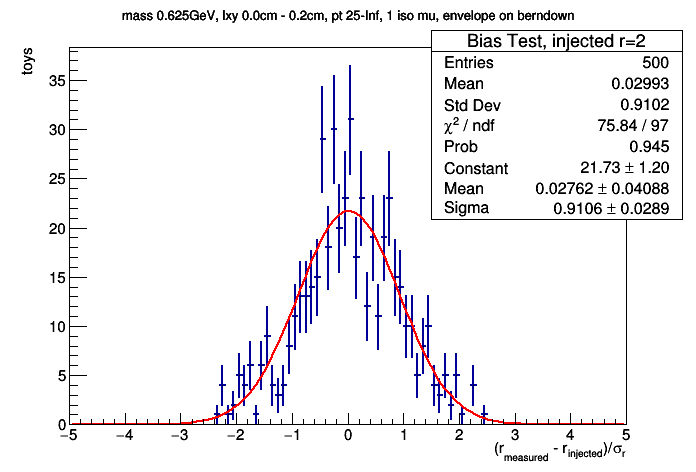 mass 0.625GeV, lxy 0.0cm - 0.2cm, pt 25-Inf, 1 iso mu, envelope on berndown
Bias Test, injected r=2
Entries 500
Mean 0.02993
Std Dev 0.9102
χ² / ndf 75.84 / 97
Prob 0.945
Constant 21.73 ± 1.20
Mean 0.02762 ± 0.04088
Sigma 0.9106 ± 0.0289
toys
35
30
25
20
15
10
5
0
−5 −4 −3 −2 −1 0 1 2 3 4 5
(r_measured - r_injected)/σ_r